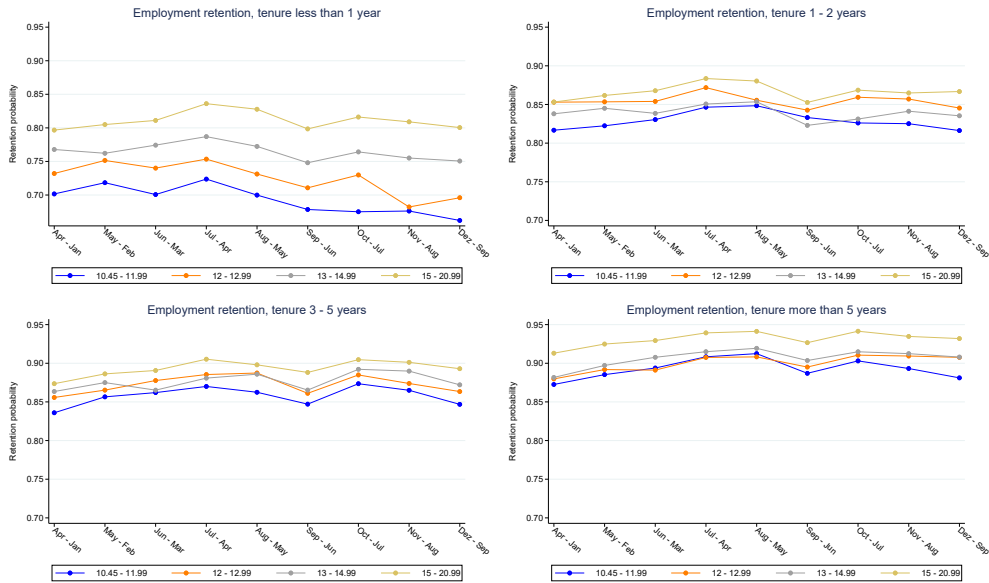 Employment retention, tenure less than 1 year
Retention probability
0.95
0.90
0.85
0.80
0.75
0.70
Apr - Jan
May - Feb
Jun - Mar
Jul - Apr
Aug - May
Sep - Jun
Oct - Jul
Nov - Aug
Dez - Sep
10.45 - 11.99 12 - 12.99 13 - 14.99 15 - 20.99
Employment retention, tenure 1 - 2 years
Retention probability
0.95
0.90
0.85
0.80
0.75
0.70
Apr - Jan
May - Feb
Jun - Mar
Jul - Apr
Aug - May
Sep - Jun
Oct - Jul
Nov - Aug
Dez - Sep
10.45 - 11.99 12 - 12.99 13 - 14.99 15 - 20.99
Employment retention, tenure 3 - 5 years
Retention probability
0.95
0.90
0.85
0.80
0.75
0.70
Apr - Jan
May - Feb
Jun - Mar
Jul - Apr
Aug - May
Sep - Jun
Oct - Jul
Nov - Aug
Dez - Sep
10.45 - 11.99 12 - 12.99 13 - 14.99 15 - 20.99
Employment retention, tenure more than 5 years
Retention probability
0.95
0.90
0.85
0.80
0.75
0.70
Apr - Jan
May - Feb
Jun - Mar
Jul - Apr
Aug - May
Sep - Jun
Oct - Jul
Nov - Aug
Dez - Sep
10.45 - 11.99 12 - 12.99 13 - 14.99 15 - 20.99